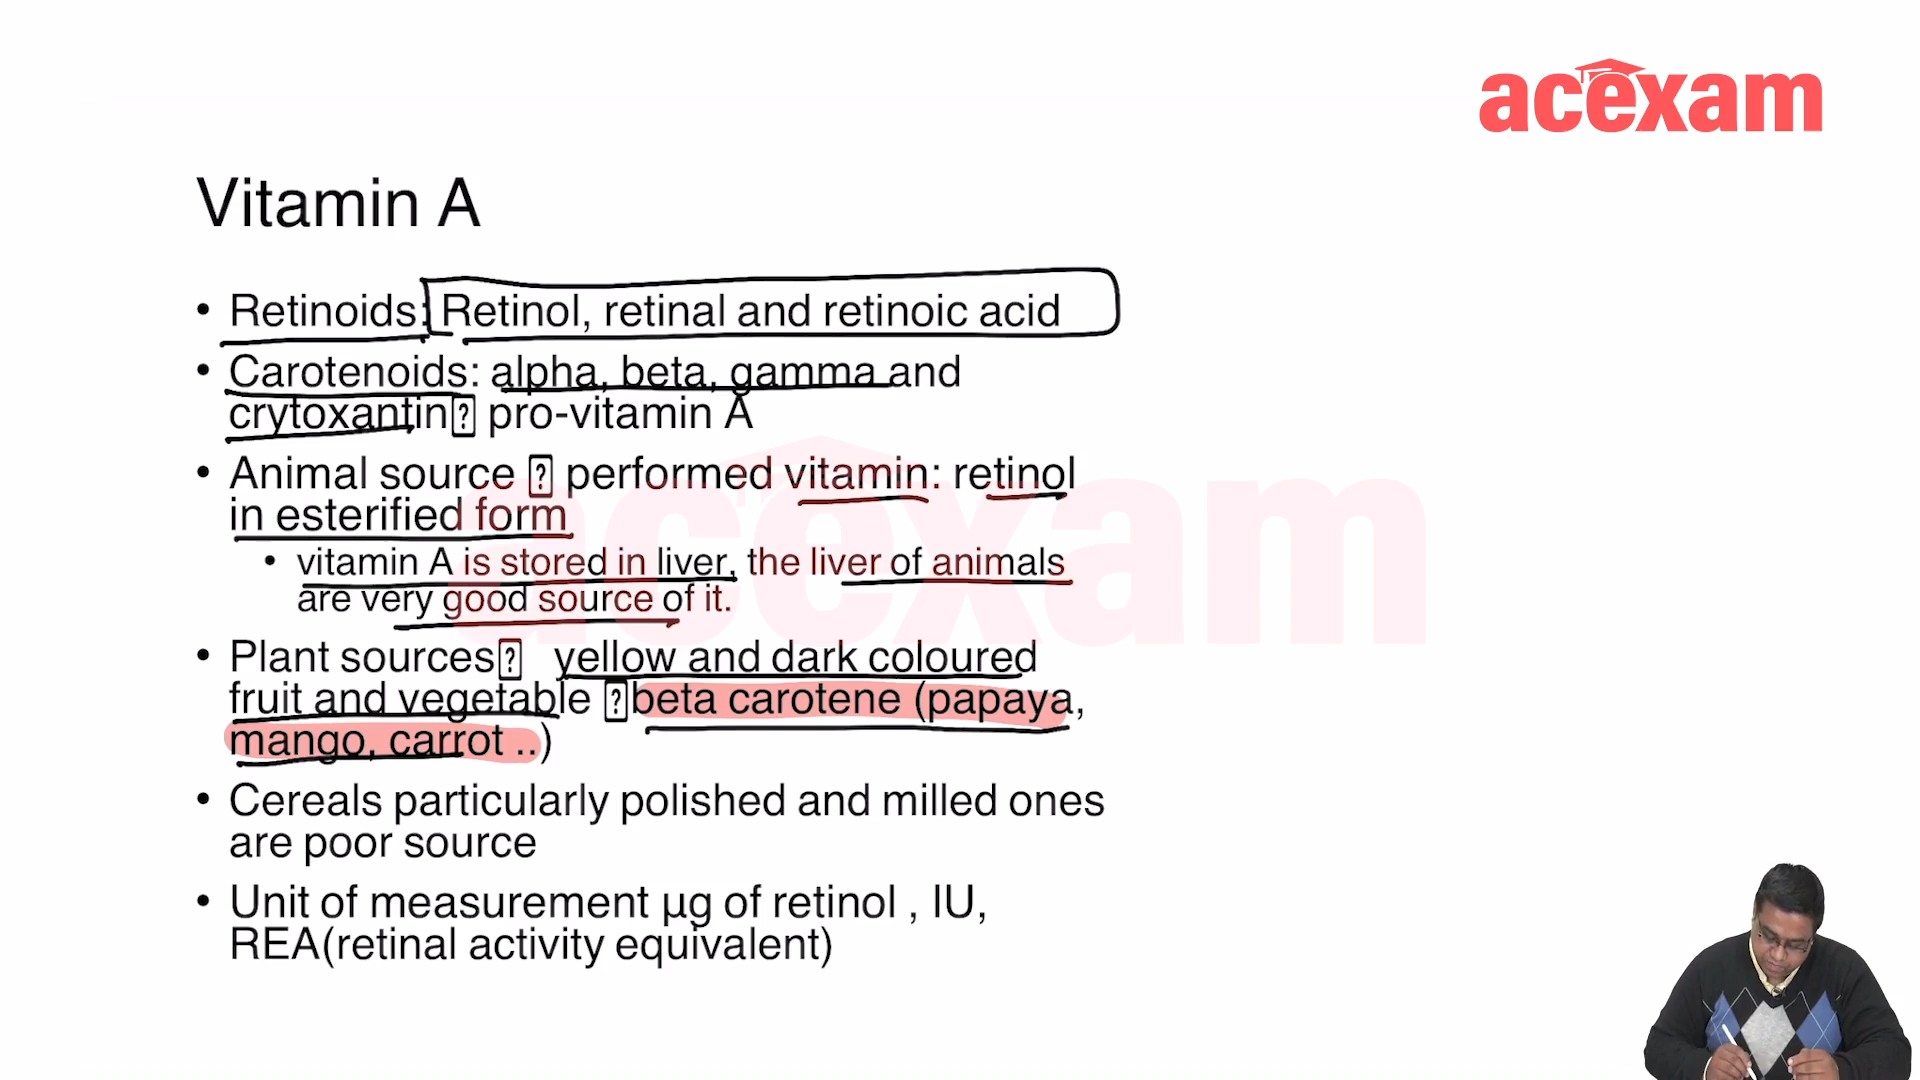 acexam
Vitamin A
• Retinoids: Retinol, retinal and retinoic acid
• Carotenoids: alpha, beta, gamma and
crytoxantin⍰ pro-vitamin A
• Animal source ⍰ performed vitamin: retinol
in esterified form
• vitamin A is stored in liver, the liver of animals
are very good source of it.
• Plant sources⍰ yellow and dark coloured
fruit and vegetable ⍰beta carotene (papaya,
mango, carrot ..)
• Cereals particularly polished and milled ones
are poor source
• Unit of measurement µg of retinol , IU,
REA(retinal activity equivalent)
acexam